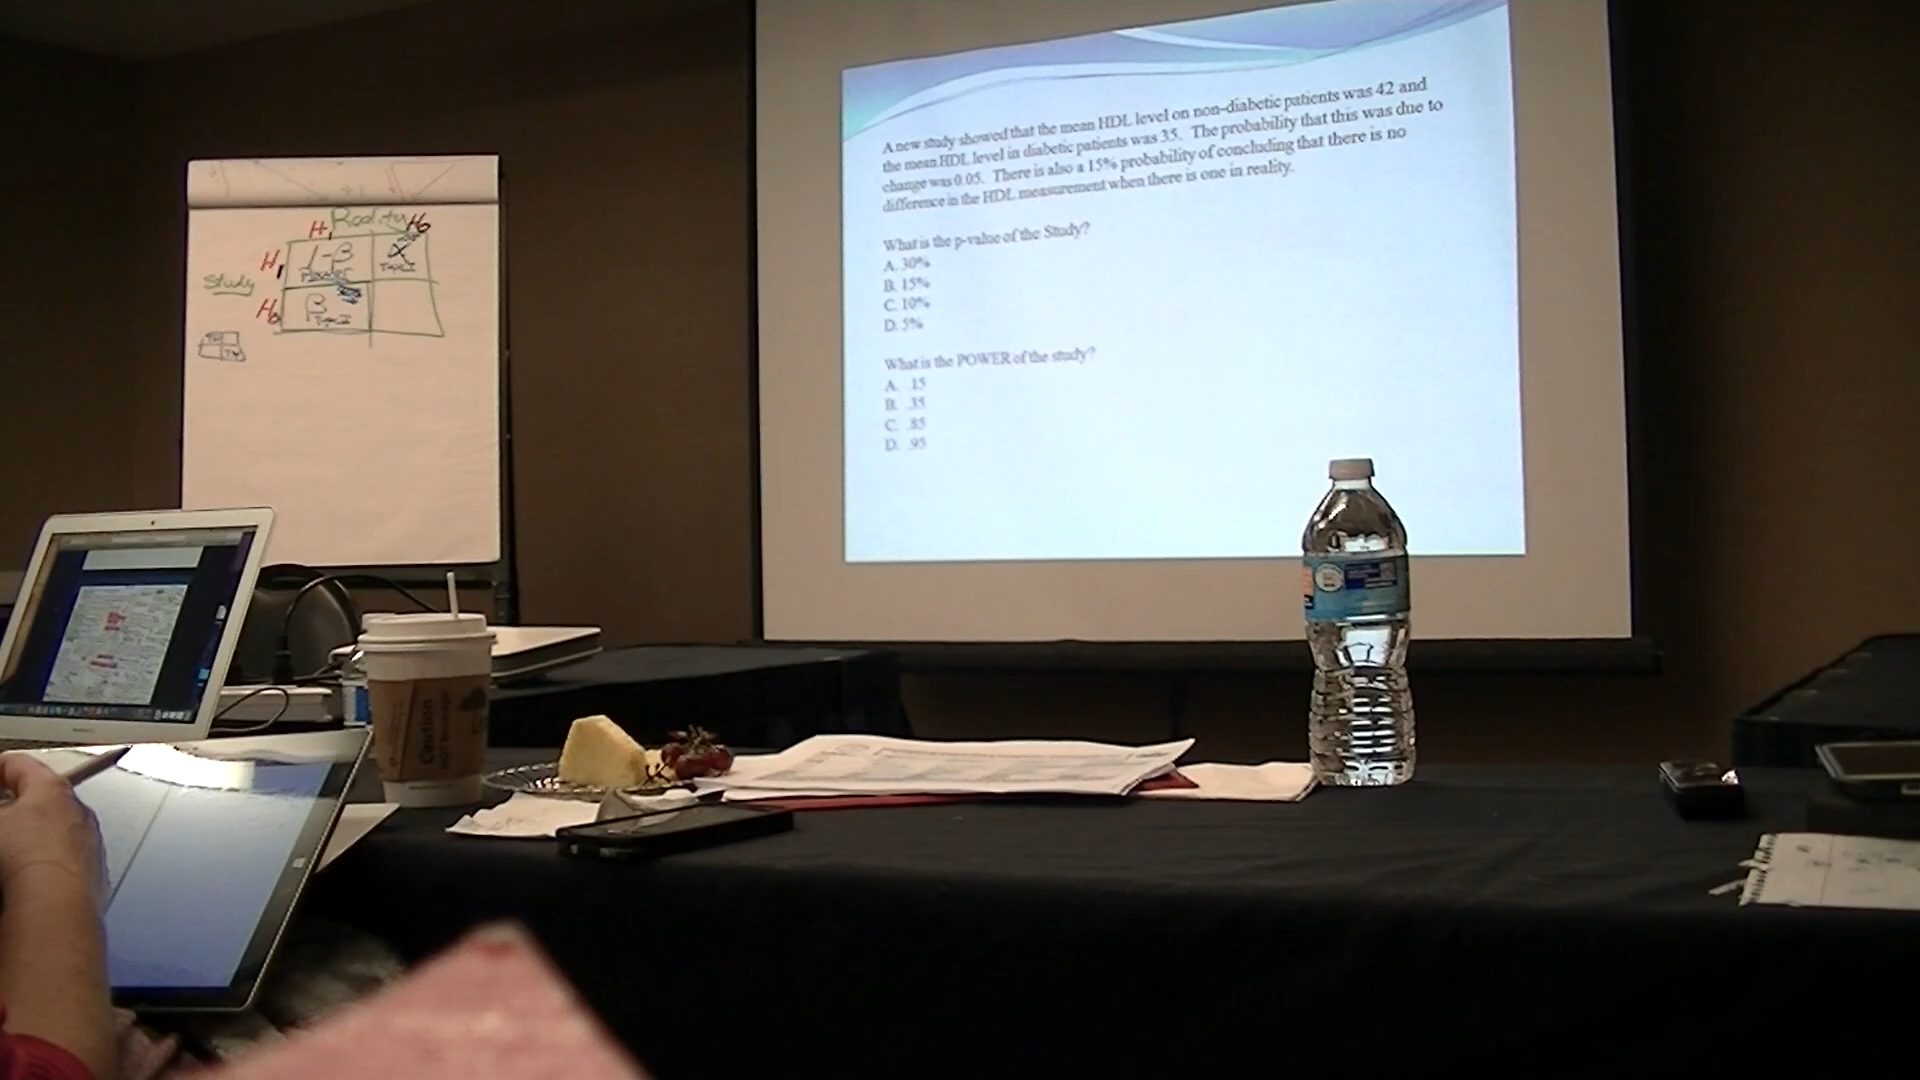 Reality
H1
H0
Study
H1
1-β
Power
α
Type I
H0
β
Type II
A new study showed that the mean HDL level on non-diabetic patients was 42 and
the mean HDL level in diabetic patients was 35. The probability that this was due to
change was 0.05. There is also a 15% probability of concluding that there is no
difference in the HDL measurement when there is one in reality.
What is the p-value of the Study?
A. 30%
B. 15%
C. 10%
D. 5%
What is the POWER of the study?
A. .15
B. .35
C. .85
D. .95
Caution